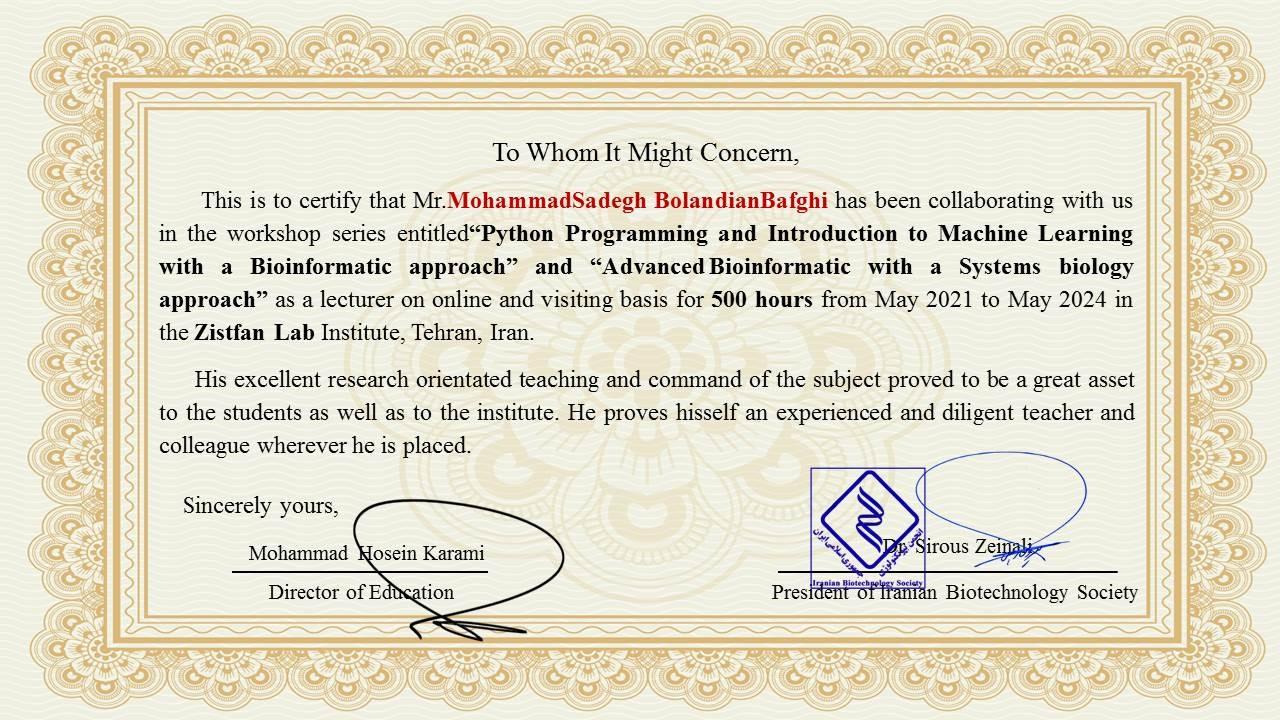 To Whom It Might Concern,
This is to certify that Mr.MohammadSadegh BolandianBafghi has been collaborating with us
in the workshop series entitled“Python Programming and Introduction to Machine Learning
with a Bioinformatic approach” and “Advanced Bioinformatic with a Systems biology
approach” as a lecturer on online and visiting basis for 500 hours from May 2021 to May 2024 in
the Zistfan Lab Institute, Tehran, Iran.
His excellent research orientated teaching and command of the subject proved to be a great asset
to the students as well as to the institute. He proves hisself an experienced and diligent teacher and
colleague wherever he is placed.
Sincerely yours,
Mohammad Hosein Karami
Director of Education
انجمن بیوتکنولوژی
جمهوری اسلامی ایران
Iranian Biotechnology Society
Dr. Sirous Zeinali
President of Iranian Biotechnology Society